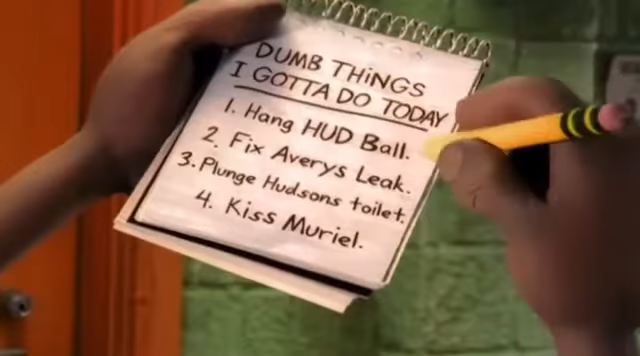 DUMB THINGS
I GOTTA DO TODAY
1. Hang HUD Ball.
2. Fix Averys Leak.
3. Plunge Hudsons toilet.
4. Kiss Muriel.